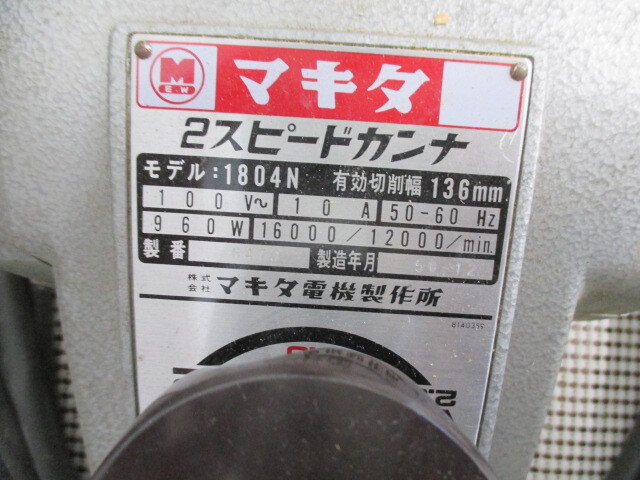 M
E.W
マキタ
2スピードカンナ
モデル:1804N 有効切削幅 136mm
100V~ 10A 50-60Hz
960W 16000/12000/min.
製番 製造年月
株式会社 マキタ電機製作所